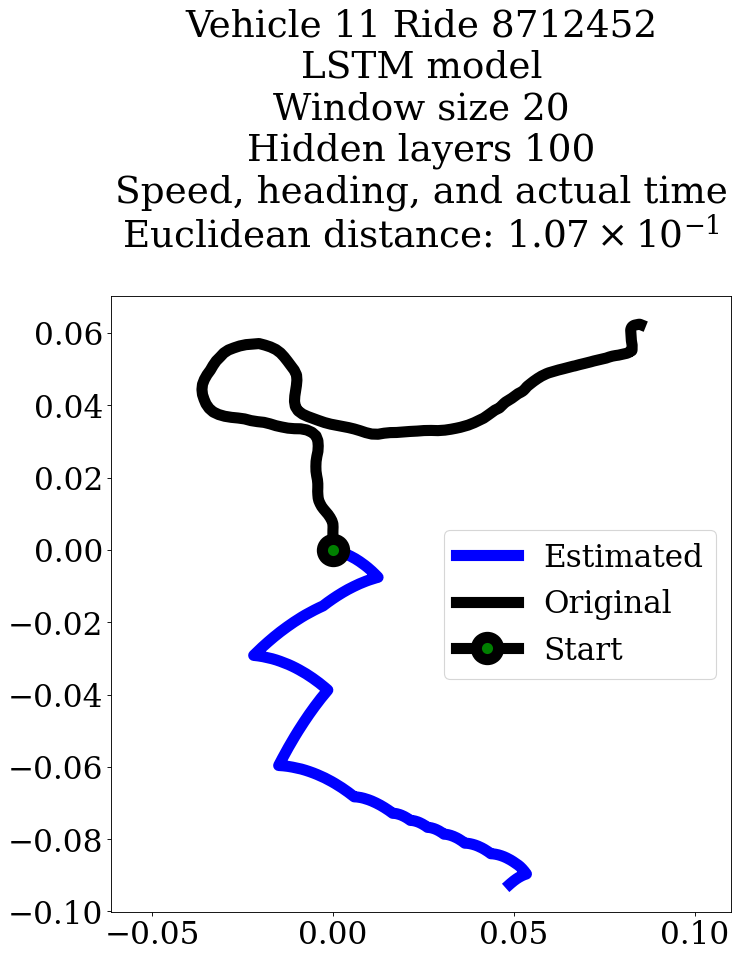 Vehicle 11 Ride 8712452
LSTM model
Window size 20
Hidden layers 100
Speed, heading, and actual time
Euclidean distance: 1.07 × 10⁻¹
0.06
0.04
0.02
0.00
−0.02
−0.04
−0.06
−0.08
−0.10
Estimated
Original
Start
−0.05 0.00 0.05 0.10